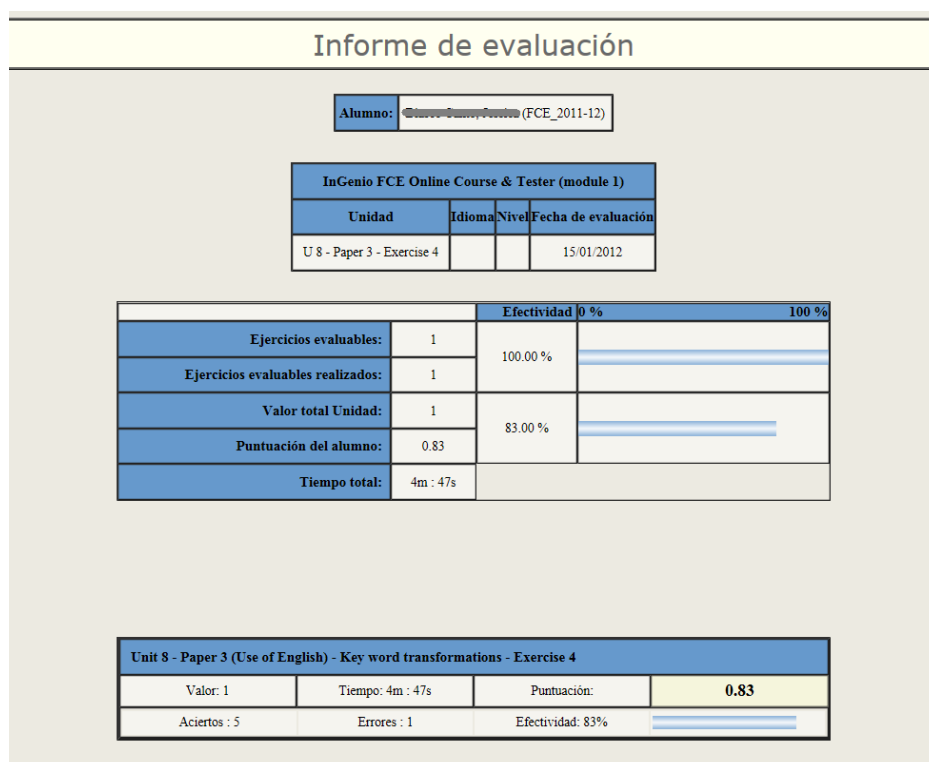 Informe de evaluación
Alumno: (FCE_2011-12)
InGenio FCE Online Course & Tester (module 1)
Unidad Idioma Nivel Fecha de evaluación
U 8 - Paper 3 - Exercise 4 15/01/2012
Efectividad 0 % 100 %
Ejercicios evaluables: 1
100.00 %
Ejercicios evaluables realizados: 1
Valor total Unidad: 1
83.00 %
Puntuación del alumno: 0.83
Tiempo total: 4m : 47s
Unit 8 - Paper 3 (Use of English) - Key word transformations - Exercise 4
Valor: 1 Tiempo: 4m : 47s Puntuación: 0.83
Aciertos : 5 Errores : 1 Efectividad: 83%